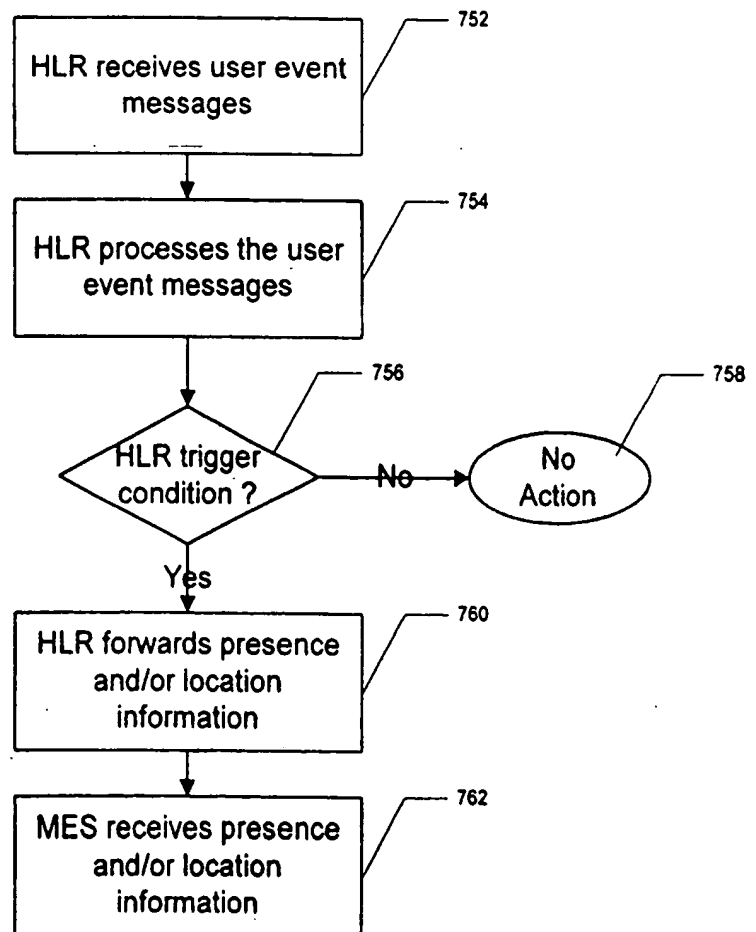 752
HLR receives user event
messages
754
HLR processes the user
event messages
756
HLR trigger
condition ?
No
758
No
Action
Yes
760
HLR forwards presence
and/or location
information
762
MES receives presence
and/or location
information